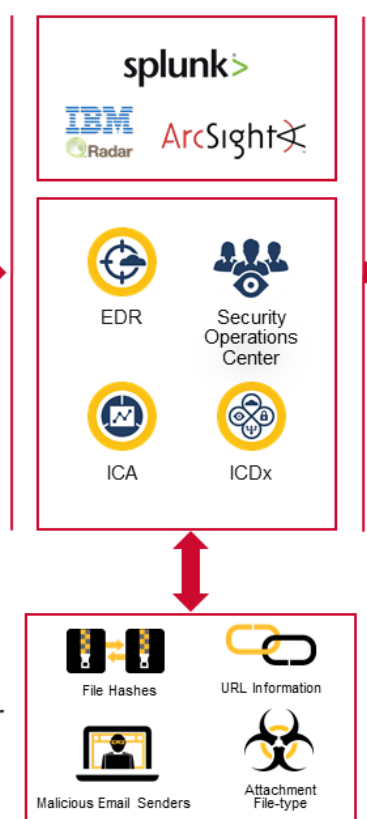 splunk>
IBM
QRadar
ArcSight
EDR
Security
Operations
Center
ICA
ICDx
File Hashes
URL Information
Malicious Email Senders
Attachment
File-type